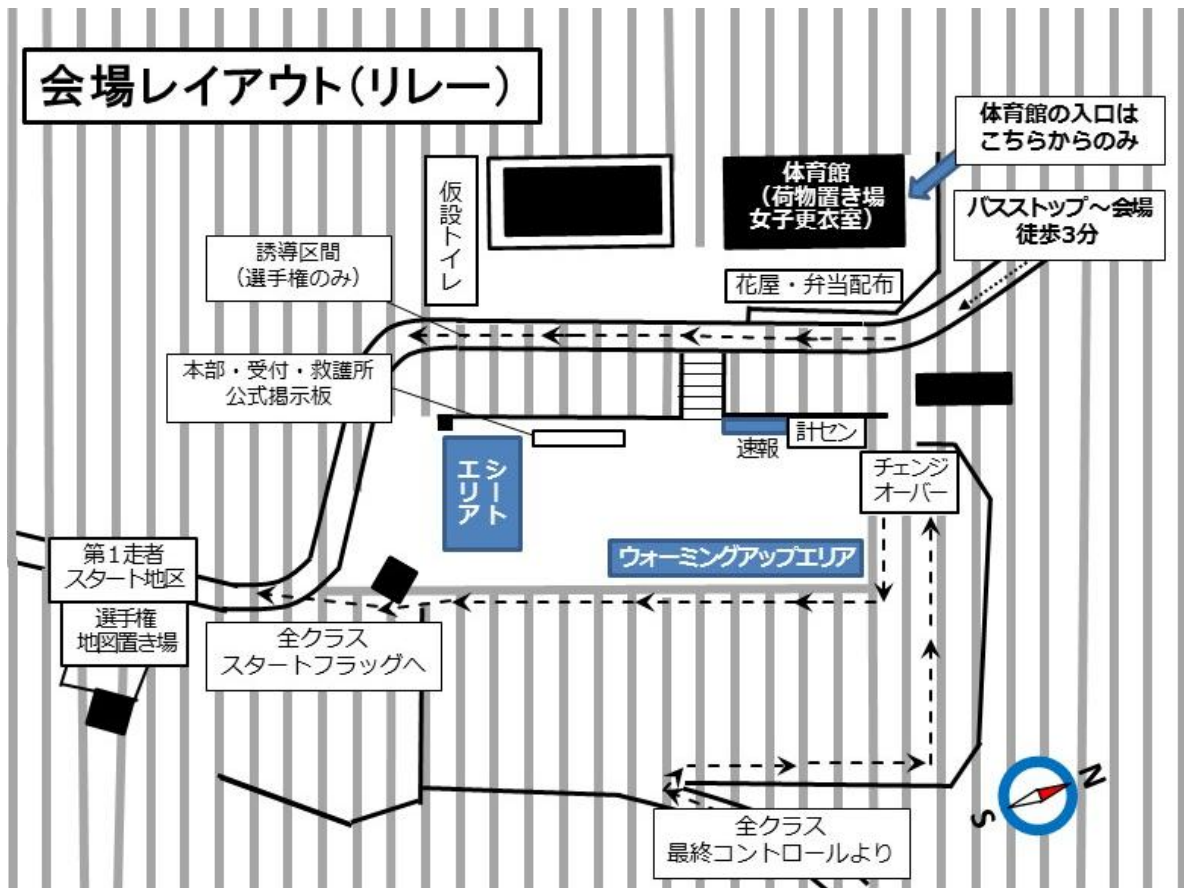 会場レイアウト(リレー)
体育館の入口は
こちらからのみ
体育館
(荷物置き場
女子更衣室)
仮設トイレ
バスストップ～会場
徒歩3分
誘導区間
(選手権のみ)
花屋・弁当配布
本部・受付・救護所
公式掲示板
速報
計セン
シート
エリア
チェンジ
オーバー
ウォーミングアップエリア
第1走者
スタート地区
選手権
地図置き場
全クラス
スタートフラッグへ
全クラス
最終コントロールより
N
S